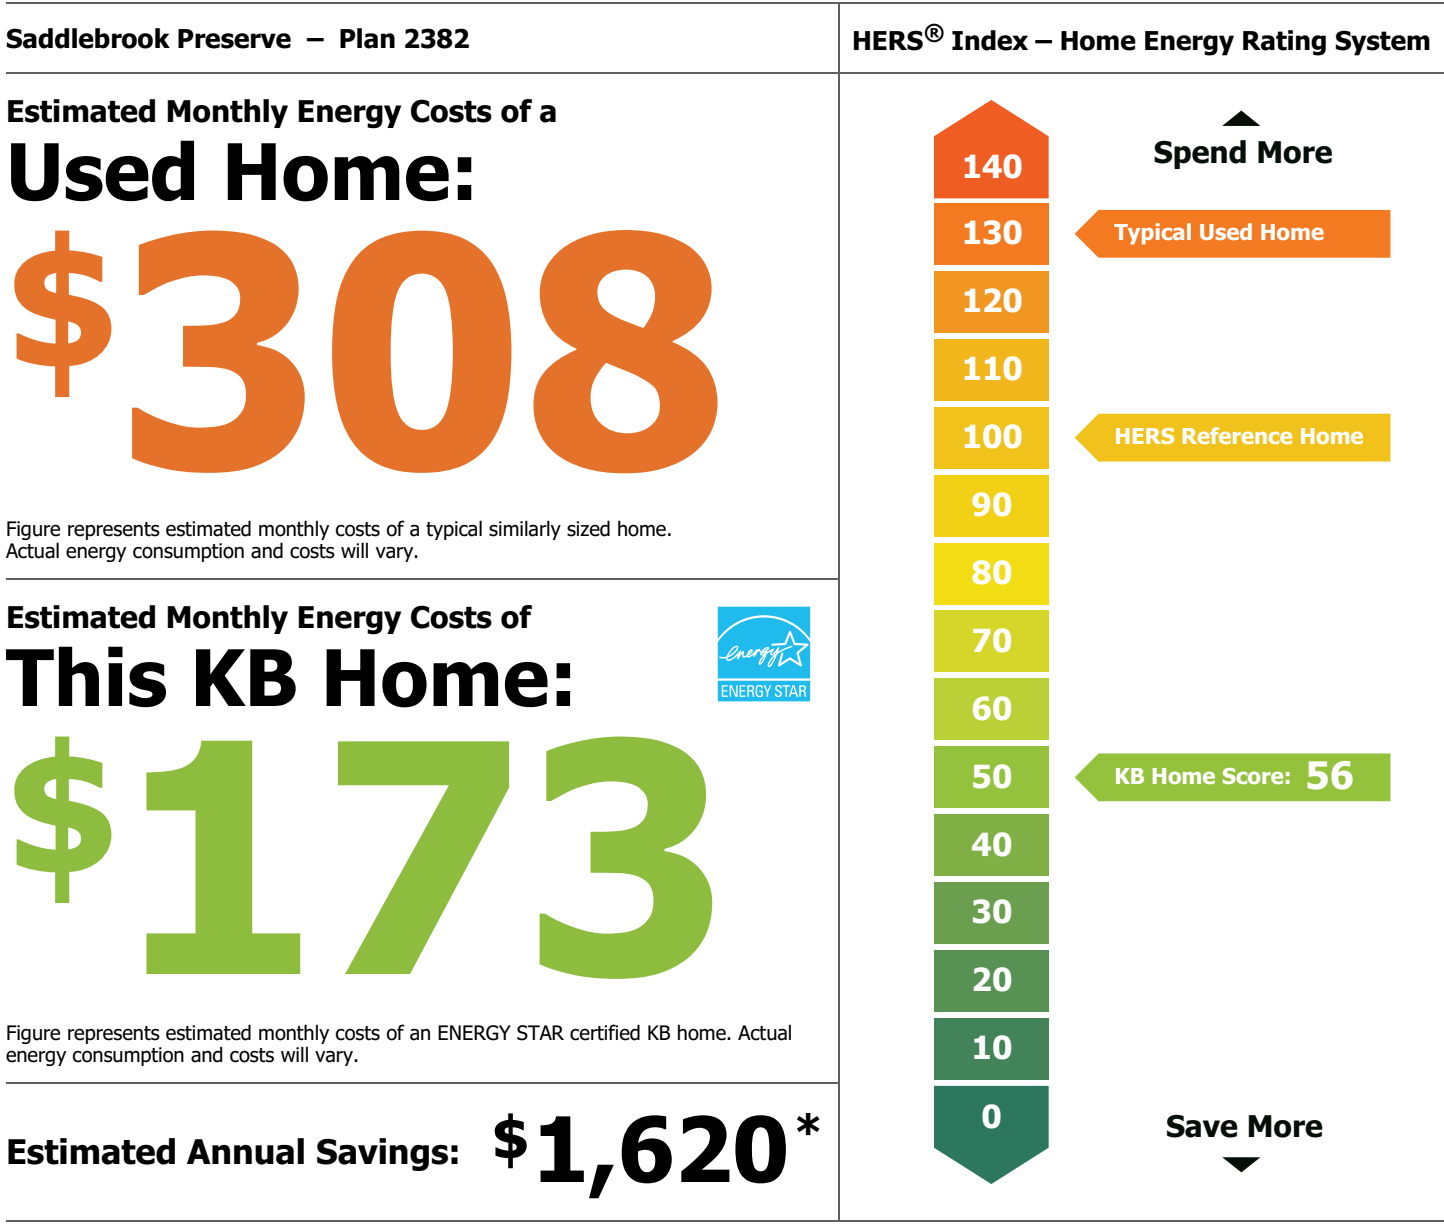 Saddlebrook Preserve – Plan 2382
Estimated Monthly Energy Costs of a
Used Home:
$308
Figure represents estimated monthly costs of a typical similarly sized home.
Actual energy consumption and costs will vary.
Estimated Monthly Energy Costs of
This KB Home:
energy
ENERGY STAR
$173
Figure represents estimated monthly costs of an ENERGY STAR certified KB home. Actual
energy consumption and costs will vary.
Estimated Annual Savings: $1,620*
HERS® Index – Home Energy Rating System
Spend More
140
130 Typical Used Home
120
110
100 HERS Reference Home
90
80
70
60
50 KB Home Score: 56
40
30
20
10
0
Save More